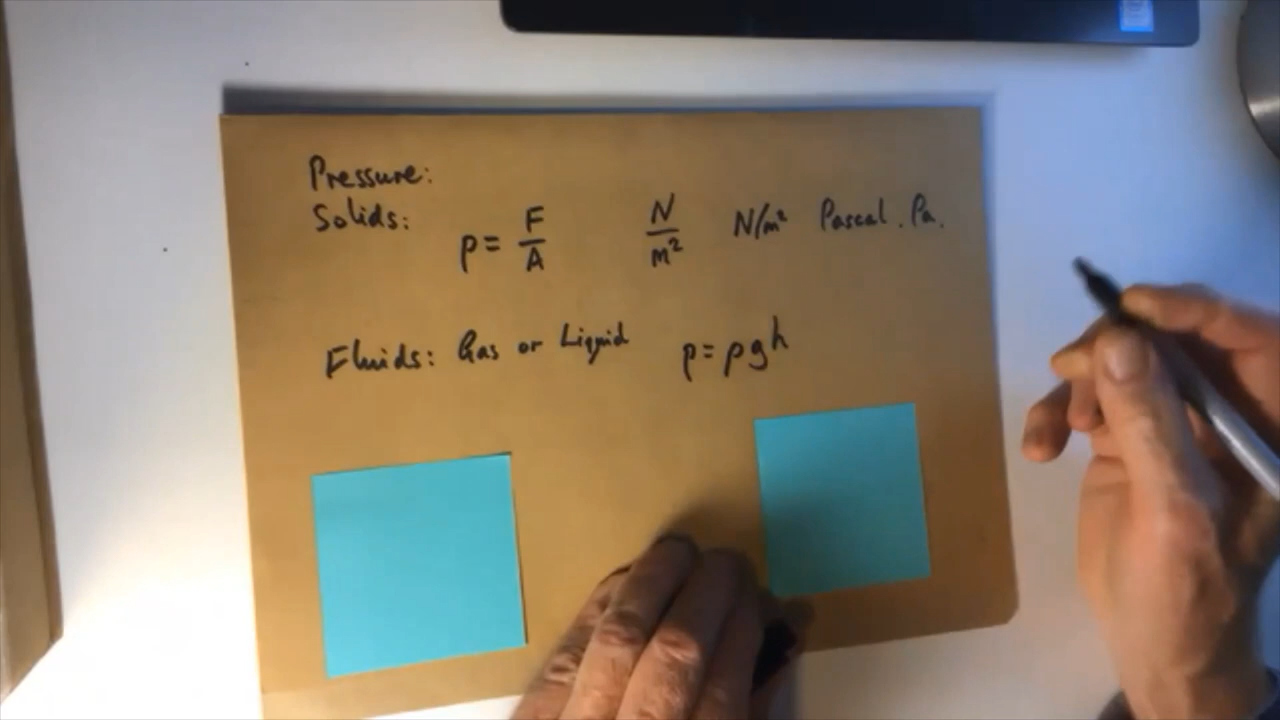 Pressure:
Solids: p = F/A N/m² N/m² Pascal. Pa.
Fluids: Gas or Liquid p = ρgh